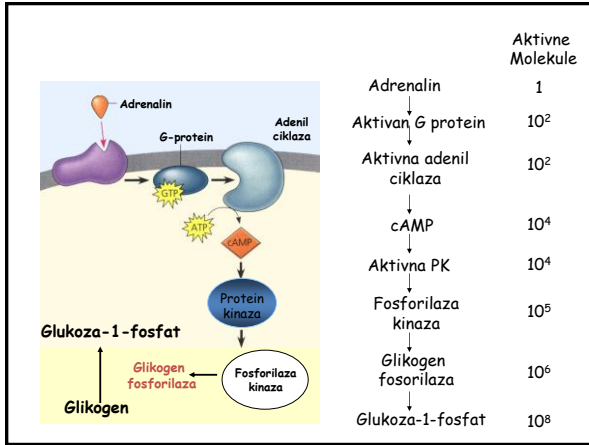 Aktivne
Molekule
Adrenalin
G-protein
Adenil
ciklaza
GTP
ATP
cAMP
Protein
kinaza
Glukoza-1-fosfat
Glikogen
fosforilaza
Fosforilaza
kinaza
Glikogen
Adrenalin 1
Aktivan G protein 10²
Aktivna adenil
ciklaza 10²
cAMP 10⁴
Aktivna PK 10⁴
Fosforilaza
kinaza 10⁵
Glikogen
fosorilaza 10⁶
Glukoza-1-fosfat 10⁸